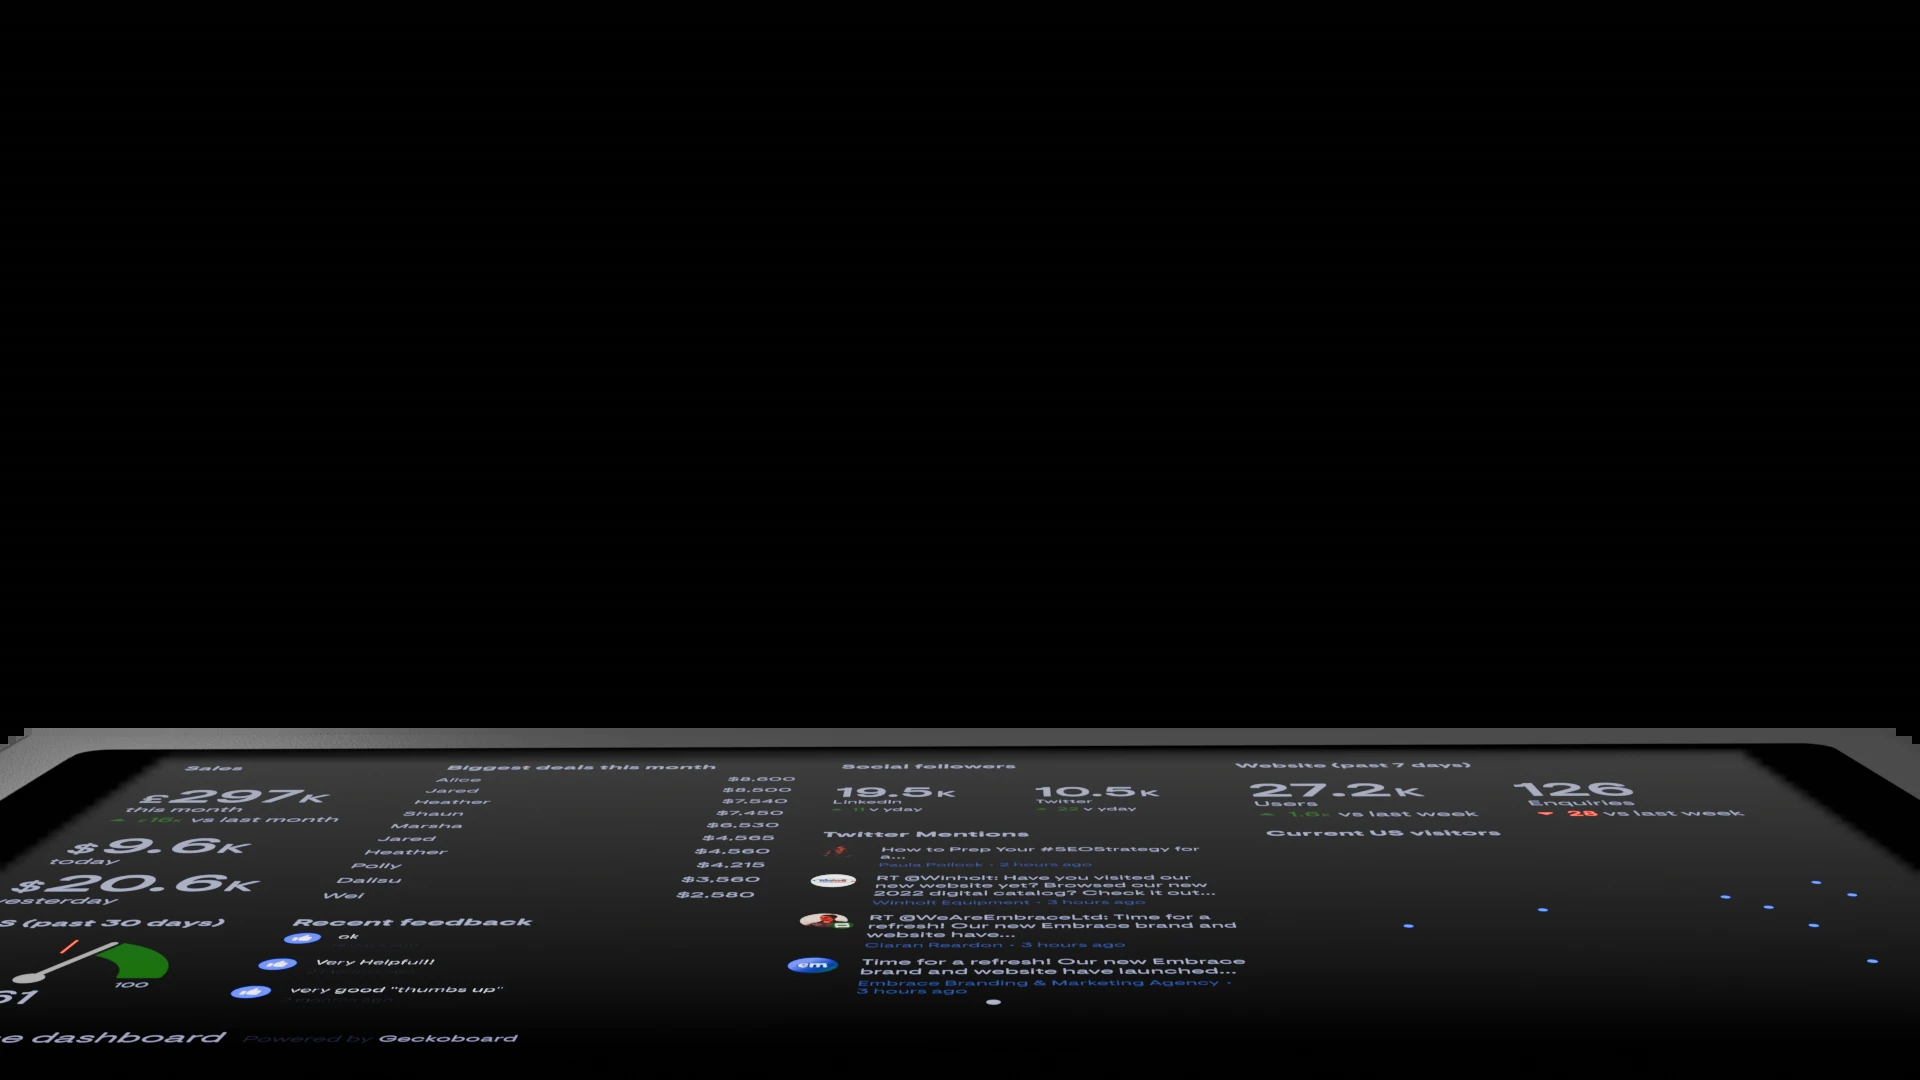 Sales
£297K
this month
£16K vs last month
$9.6K
today
$20.6K
yesterday
S (past 30 days)
100
61
Biggest deals this month
Alice $8,600
Jared $8,500
Heather $7,540
Shaun $7,450
Marsha $6,530
Jared $4,565
Heather $4,560
Polly $4,215
Dalisu $3,560
Wei $2,580
Recent feedback
ok
Very Helpful!!
very good "thumbs up"
Social followers
19.5K
LinkedIn
11 v yday
10.5K
Twitter
22 v yday
Twitter Mentions
How to Prep Your #SEOStrategy for
a...
Paula Pollock · 2 hours ago
RT @Winholt: Have you visited our
new website yet? Browsed our new
2022 digital catalog? Check it out...
Winholt Equipment · 3 hours ago
RT @WeAreEmbraceLtd: Time for a
refresh! Our new Embrace brand and
website have...
Ciaran Reardon · 3 hours ago
em
Time for a refresh! Our new Embrace
brand and website have launched...
Embrace Branding & Marketing Agency ·
3 hours ago
Website (past 7 days)
27.2K
Users
1.6K vs last week
126
Enquiries
28 vs last week
Current US visitors
e dashboard
Powered by Geckoboard